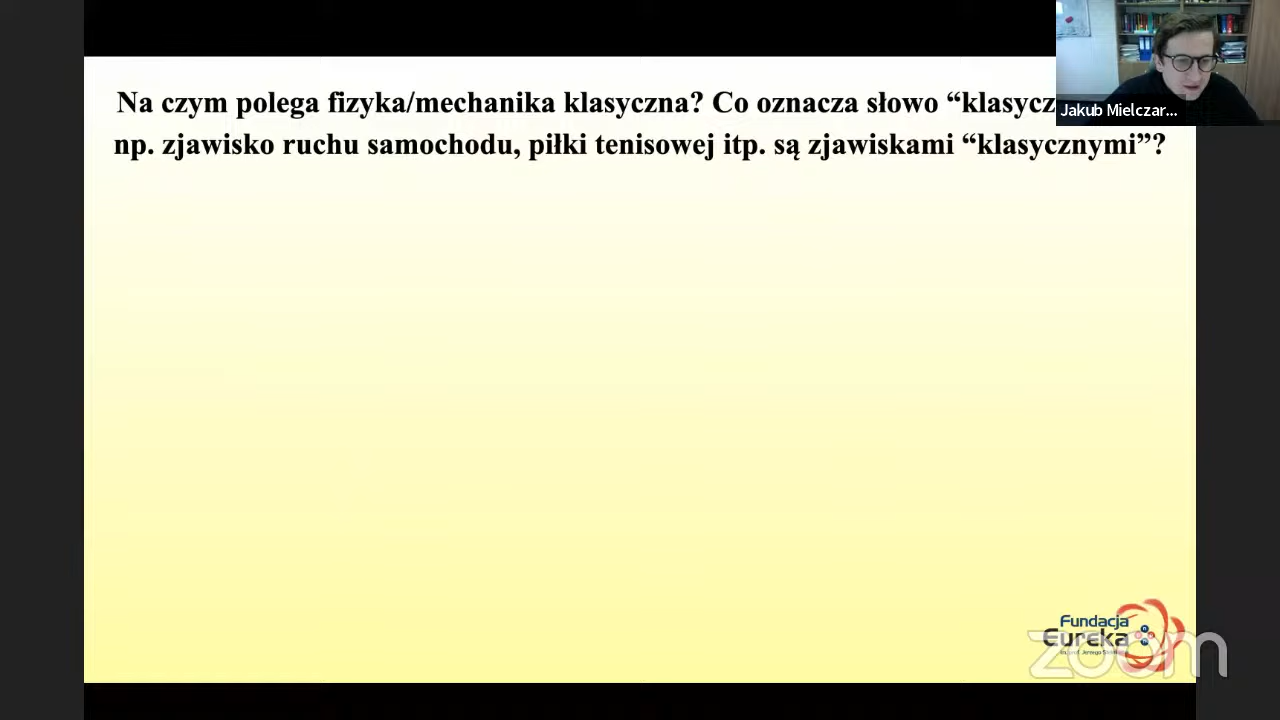 Na czym polega fizyka/mechanika klasyczna? Co oznacza słowo “klasycz
np. zjawisko ruchu samochodu, piłki tenisowej itp. są zjawiskami “klasycznymi”?
Jakub Mielczar...
Fundacja
Eureka
zoom